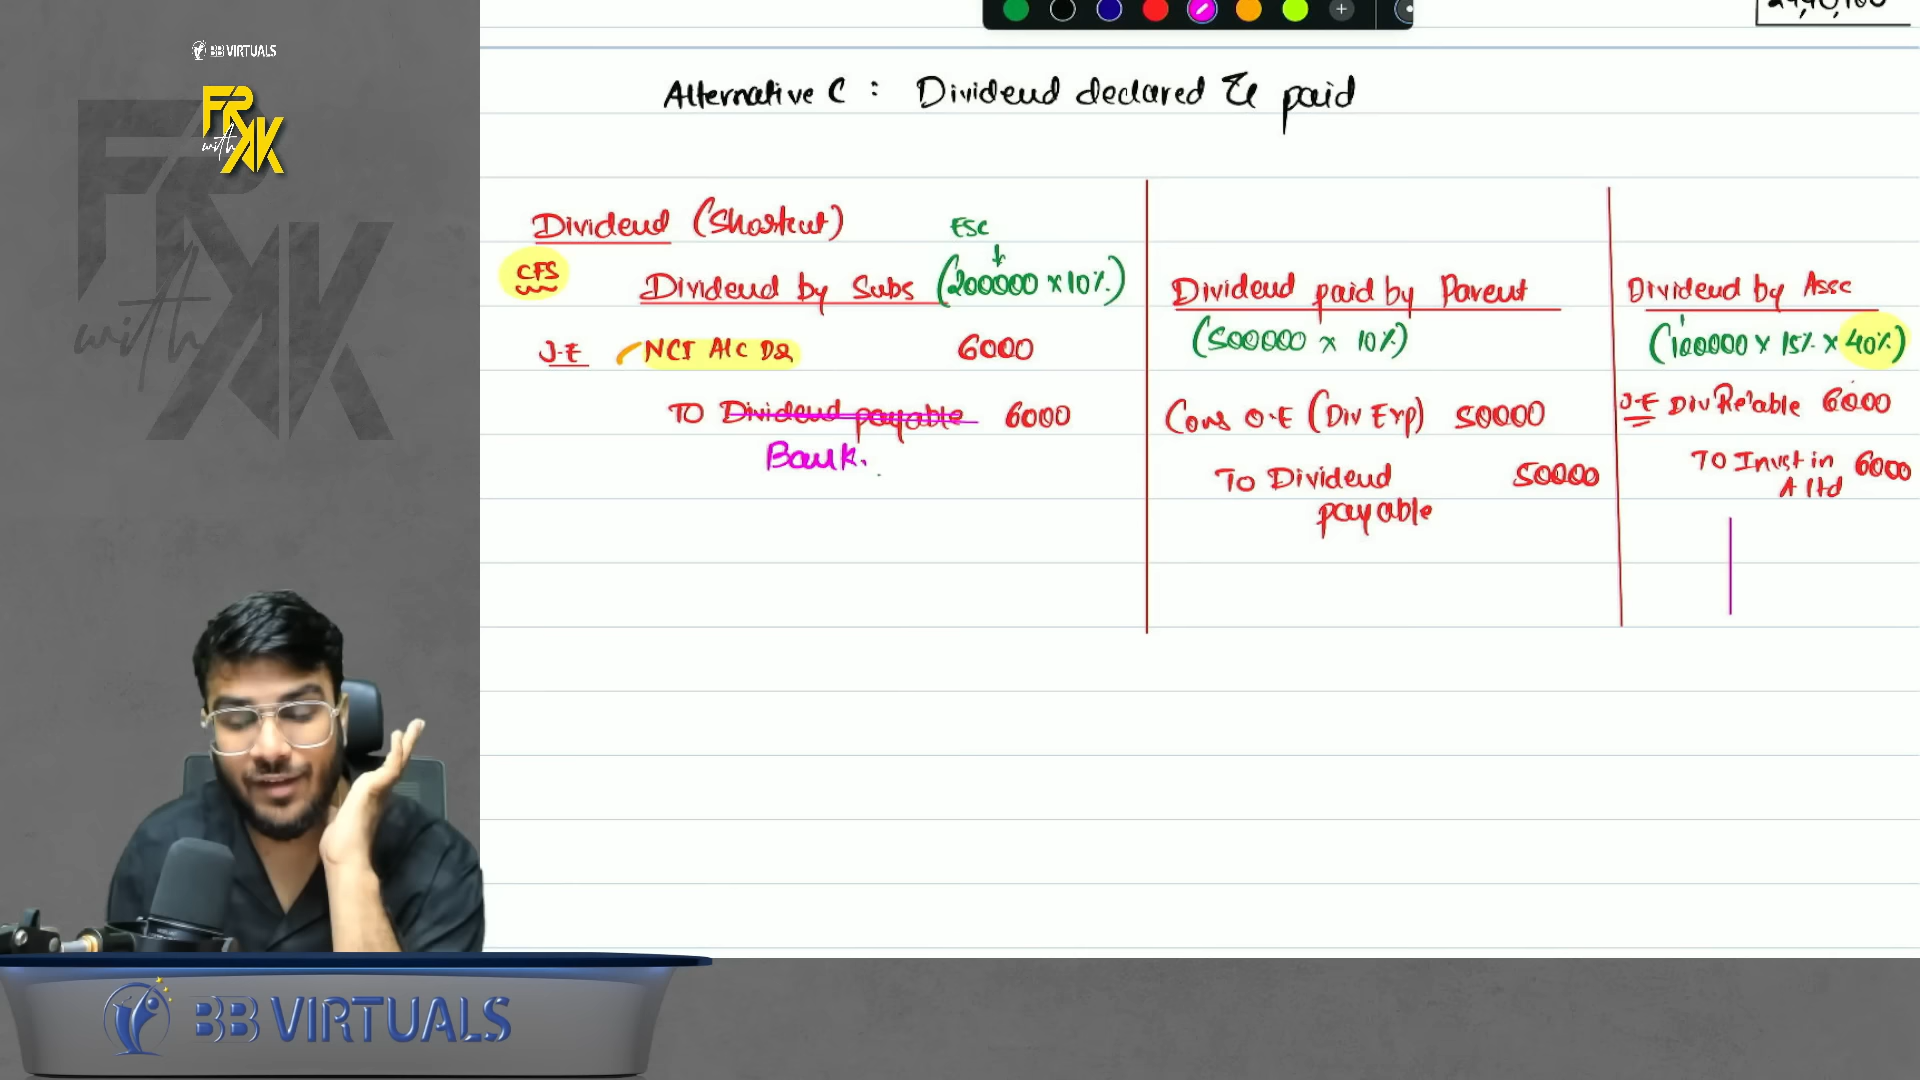 BB VIRTUALS
FR
with
KK
Alternative C : Dividend declared & paid
Dividend (Shortcut)
ESC
CFS
Dividend by Subs (200000 x 10%)
J.E NCI A/C DR 6000
TO Dividend payable 6000
Bank.
Dividend paid by Parent
(500000 x 10%)
Cons O.E (Div Exp) 50000
To Dividend 50000
payable
Dividend by Assc
(100000 x 15% x 40%)
J.E Div Re'able 6000
TO Invst in 6000
A ltd
BB VIRTUALS